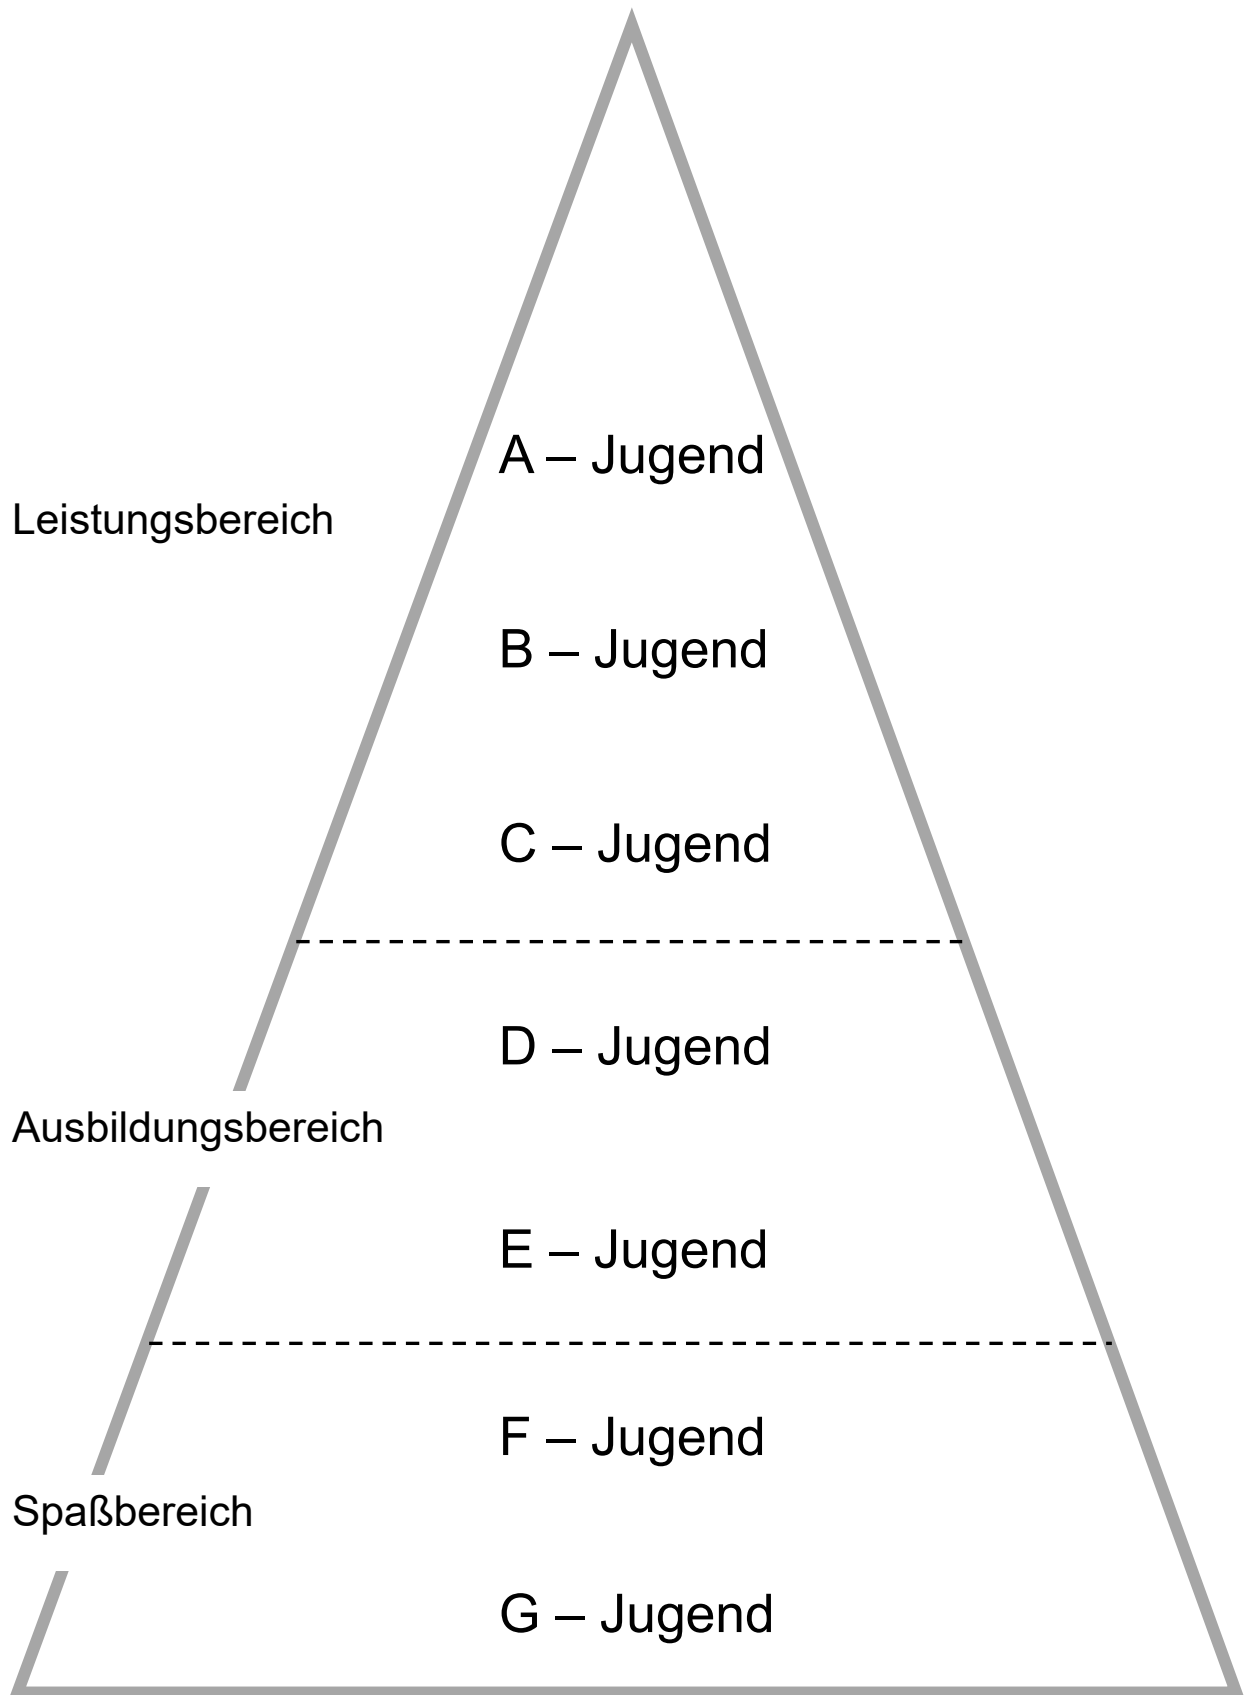 A – Jugend
Leistungsbereich
B – Jugend
C – Jugend
D – Jugend
Ausbildungsbereich
E – Jugend
F – Jugend
Spaßbereich
G – Jugend